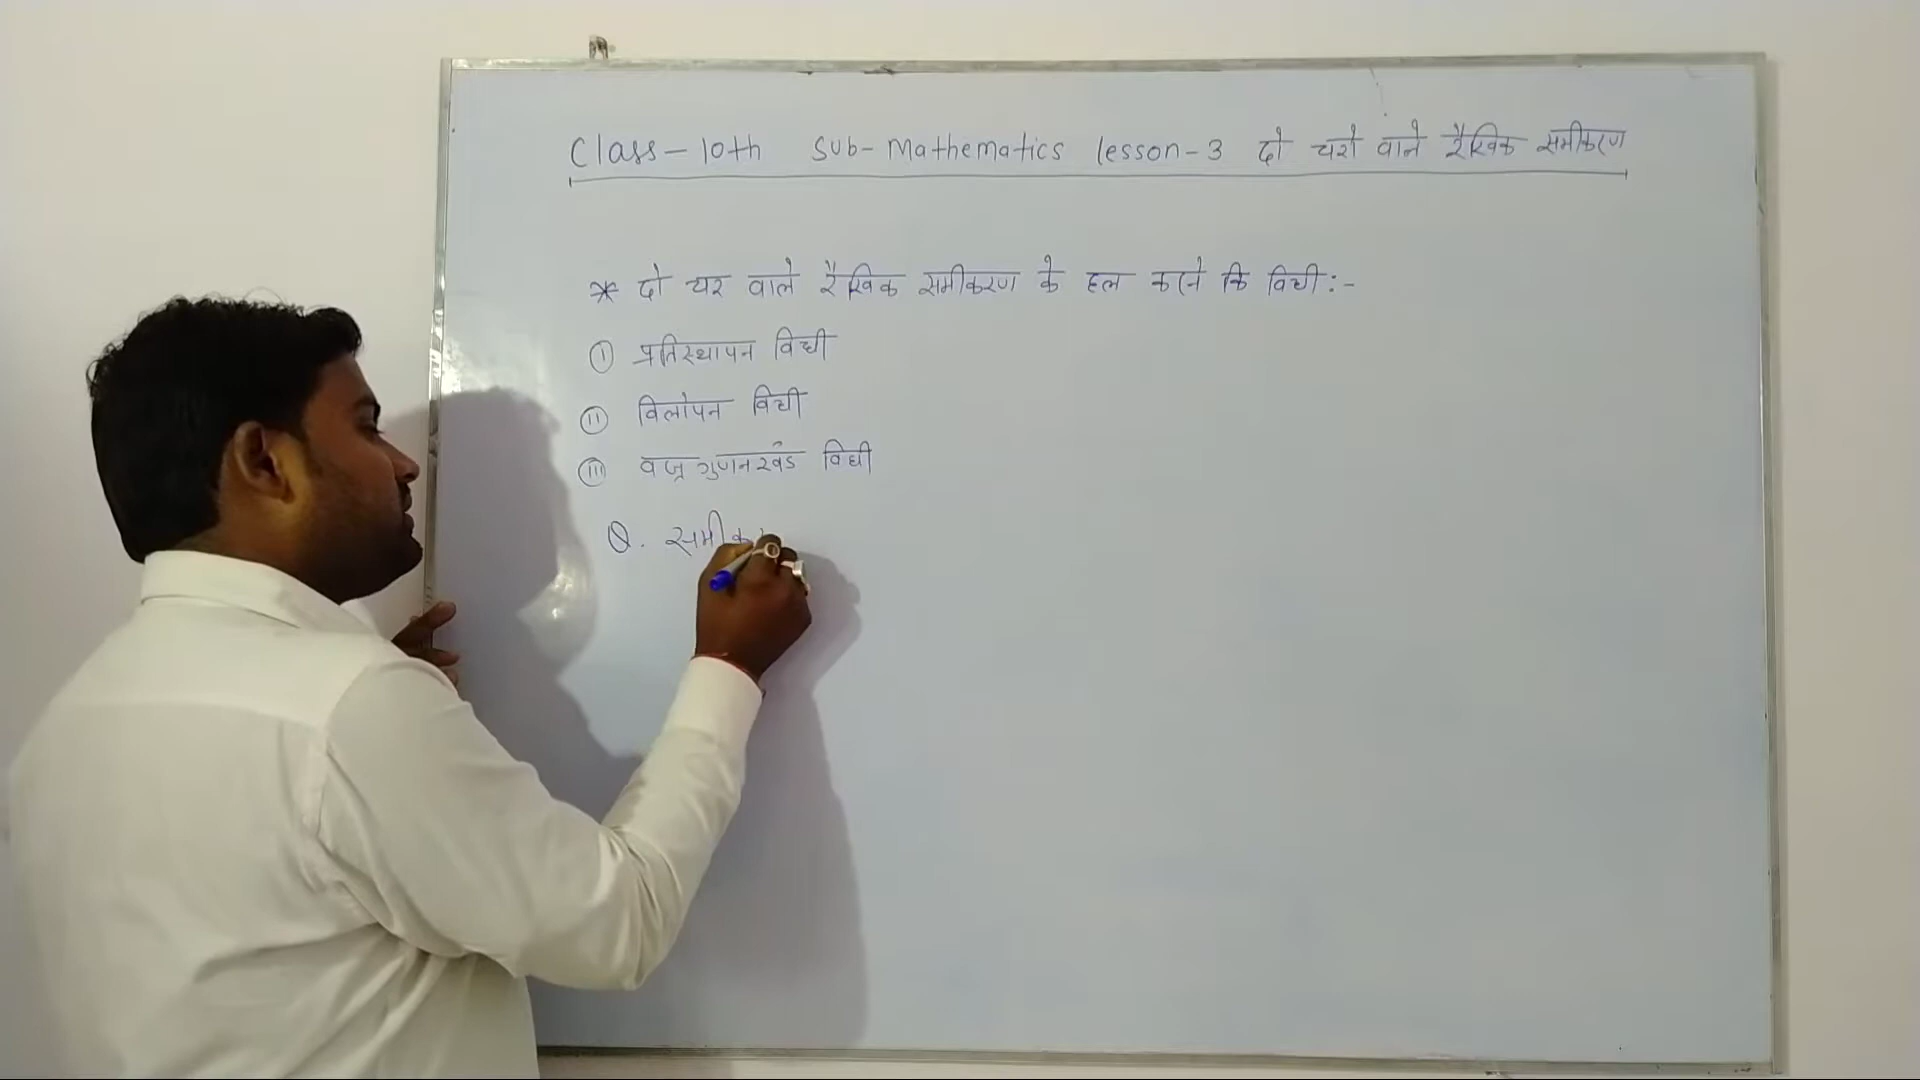 Class-10th Sub-Mathematics lesson-3 दो चरो वाले रैखिक समीकरण
* दो चर वाले रैखिक समीकरण के हल करने कि विधी :-
(I) प्रतिस्थापन विधी
(II) विलोपन विधी
(III) वज्र गुणनखंड विधी
Q.